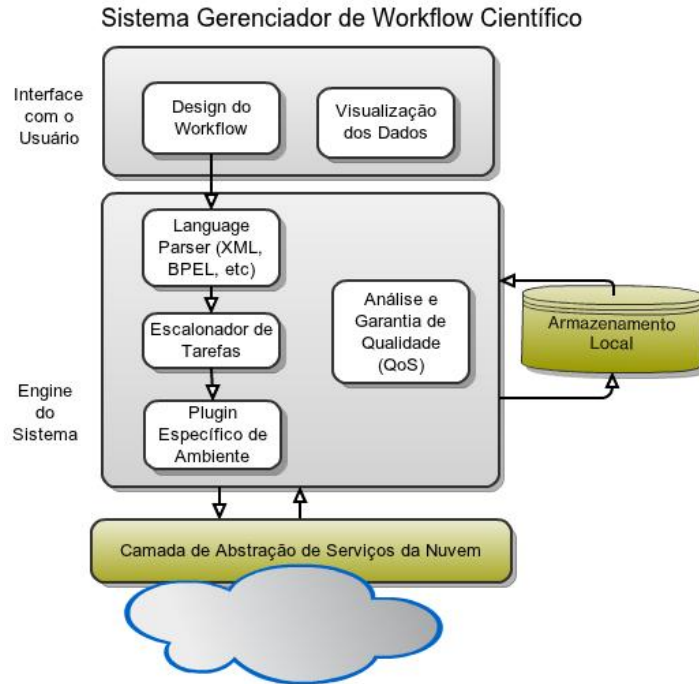 Sistema Gerenciador de Workflow Científico
Interface
com o
Usuário
Design do
Workflow
Visualização
dos Dados
Language
Parser (XML,
BPEL, etc)
Escalonador de
Tarefas
Plugin
Específico de
Ambiente
Análise e
Garantia de
Qualidade
(QoS)
Armazenamento
Local
Engine
do
Sistema
Camada de Abstração de Serviços da Nuvem